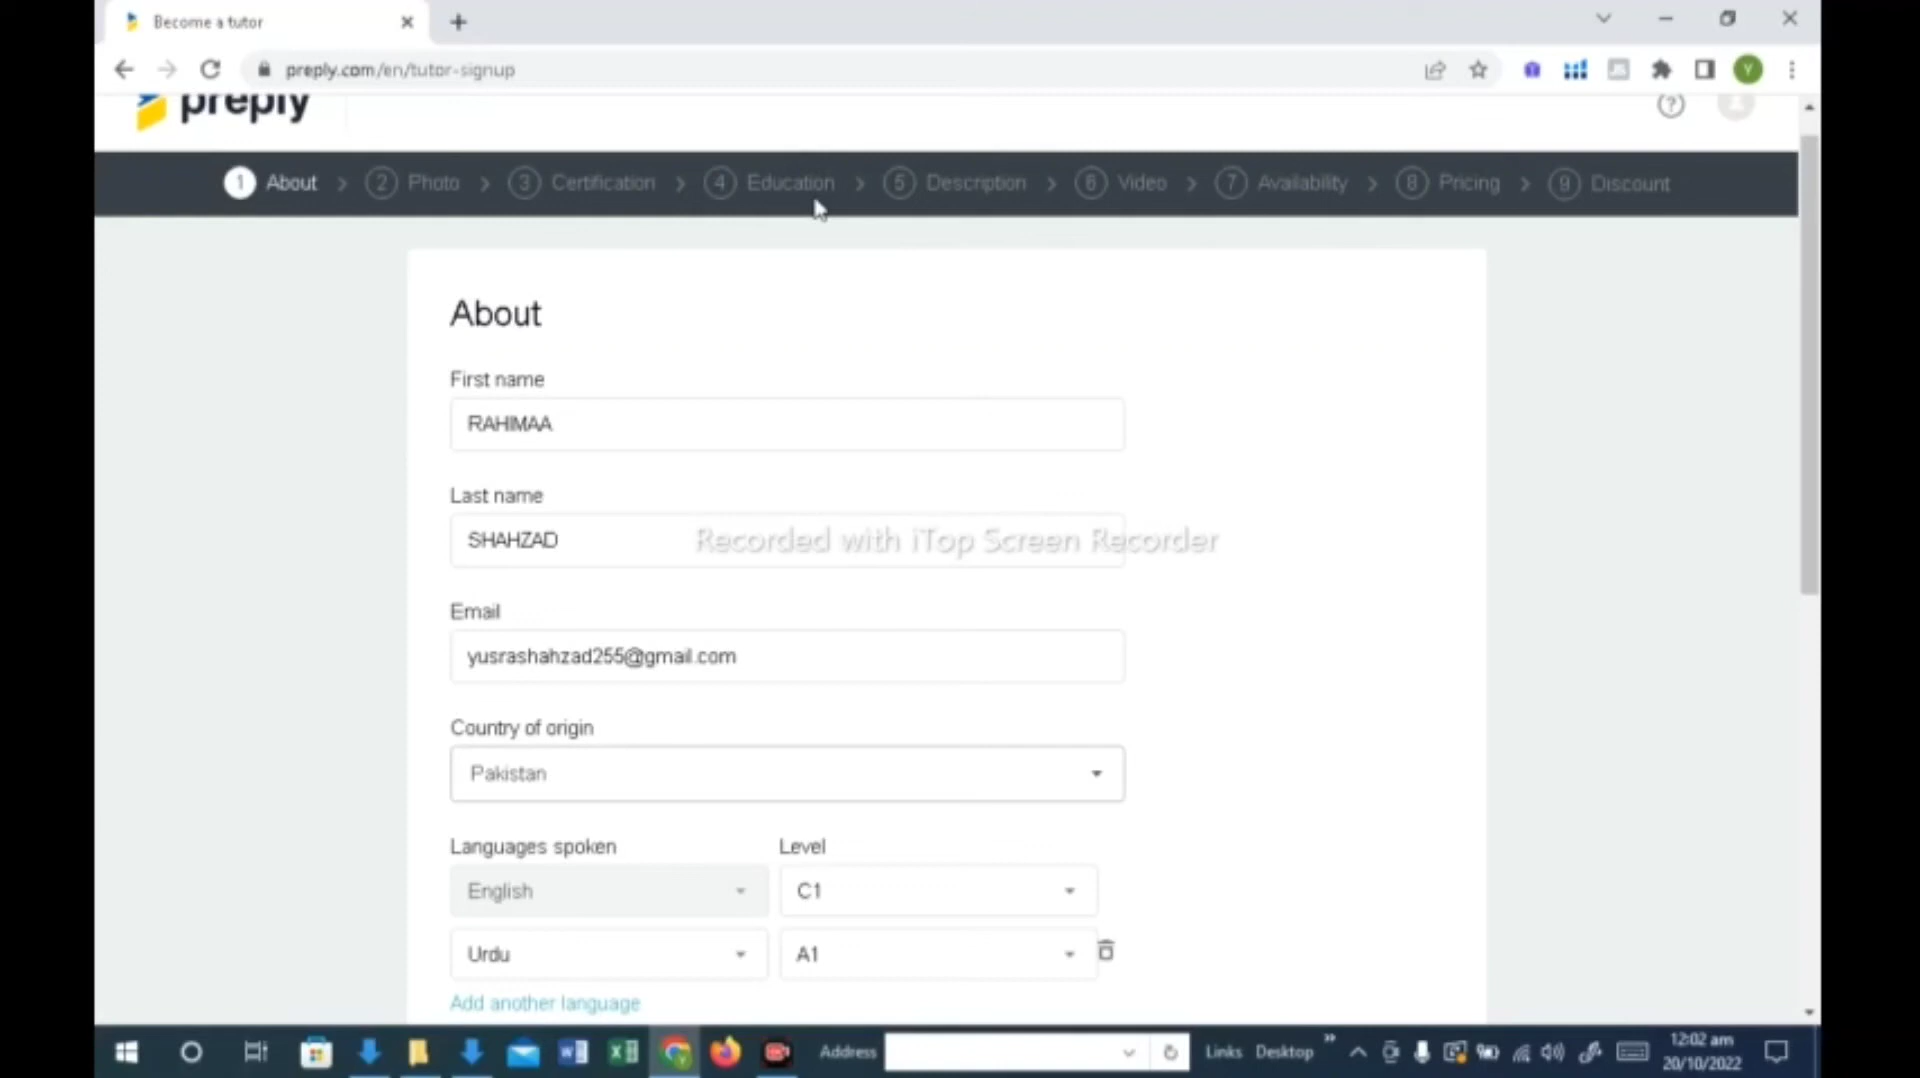 Become a tutor
preply.com/en/tutor-signup
Y
preply
1 About > 2 Photo > 3 Certification > 4 Education > 5 Description > 6 Video > 7 Availability > 8 Pricing > 9 Discount
About
First name
RAHIMAA
Last name
SHAHZAD
Recorded with iTop Screen Recorder
Email
yusrashahzad255@gmail.com
Country of origin
Pakistan
Languages spoken Level
English C1
Urdu A1
Add another language
Address Links Desktop
12:02 am
20/10/2022